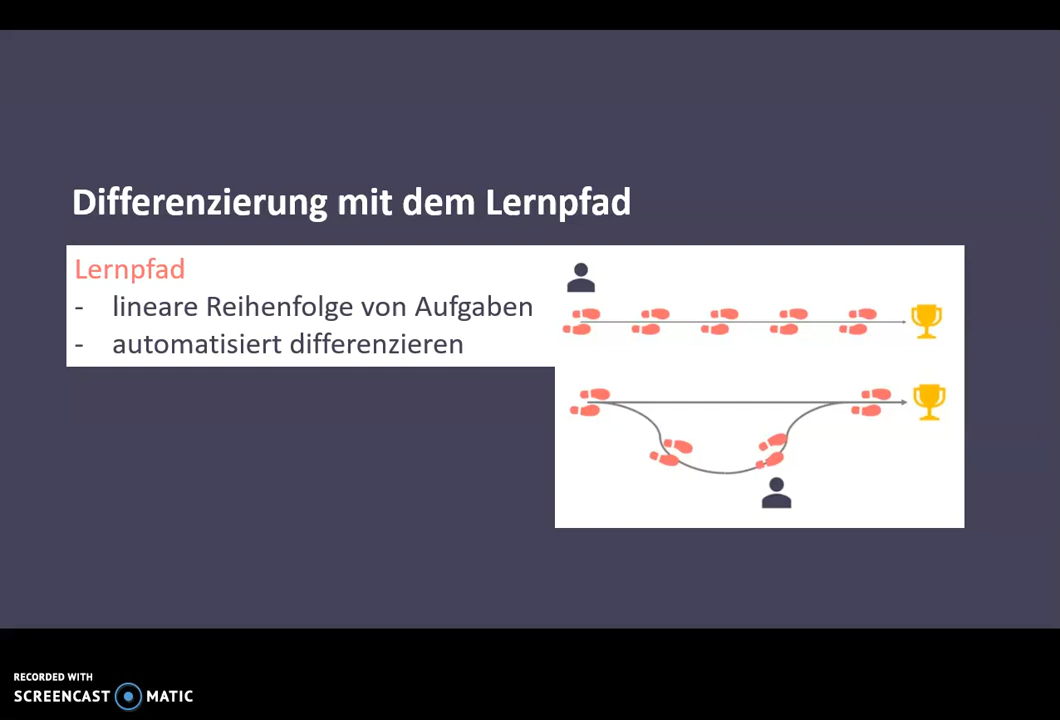 Differenzierung mit dem Lernpfad
Lernpfad
- lineare Reihenfolge von Aufgaben
- automatisiert differenzieren
RECORDED WITH
SCREENCAST MATIC